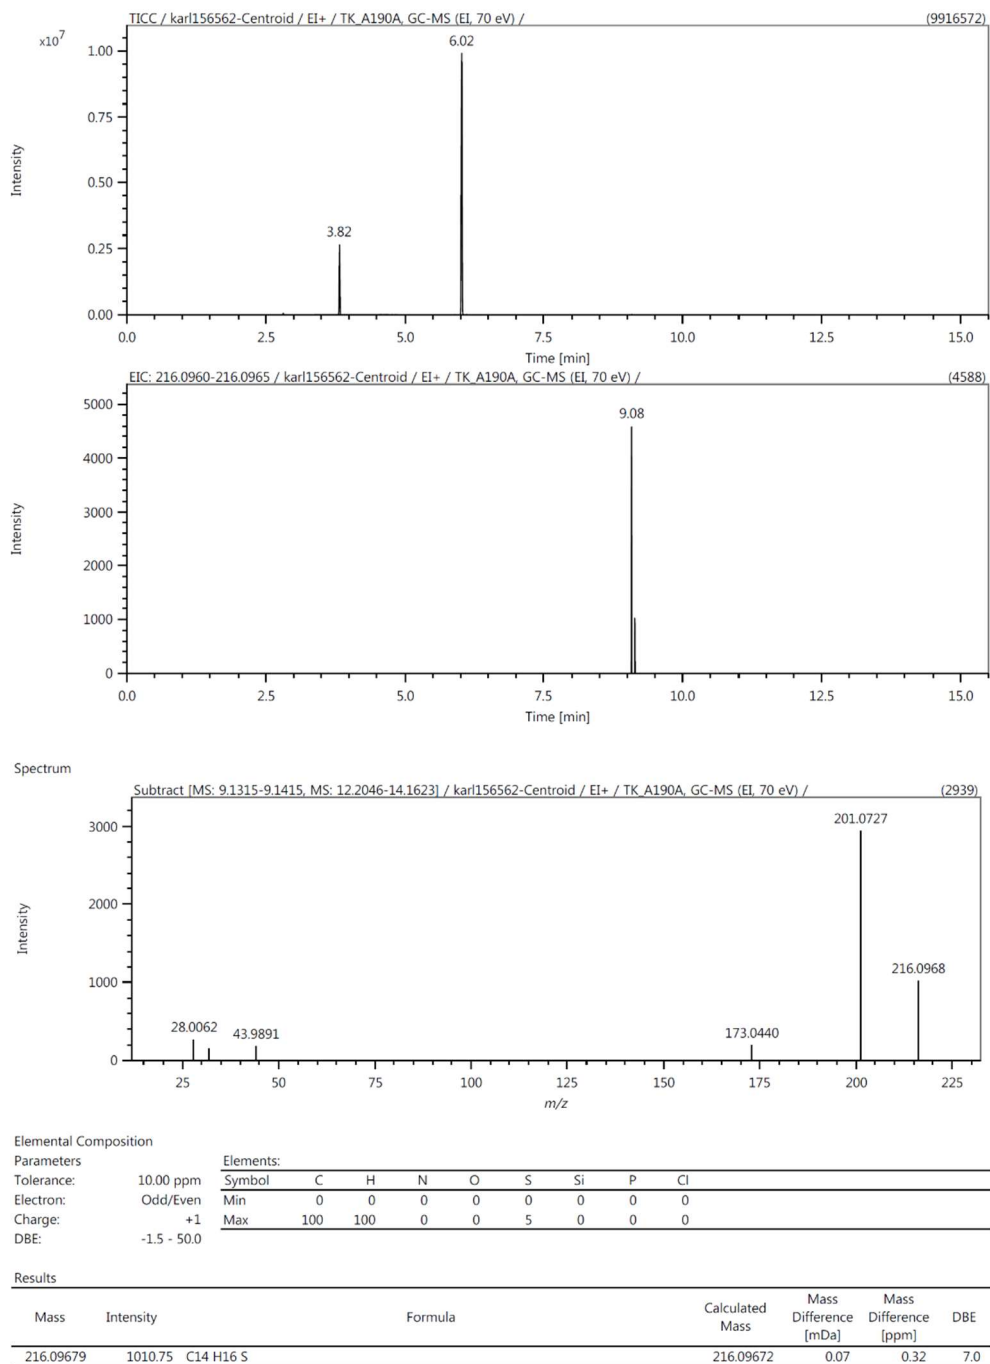 TICC / karl156562-Centroid / EI+ / TK_A190A, GC-MS (EI, 70 eV) / (9916572)
x10^7
1.00
0.75
0.50
0.25
0.00
Intensity
6.02
3.82
0.0 2.5 5.0 7.5 10.0 12.5 15.0
Time [min]
EIC: 216.0960-216.0965 / karl156562-Centroid / EI+ / TK_A190A, GC-MS (EI, 70 eV) / (4588)
5000
4000
3000
2000
1000
0
Intensity
9.08
0.0 2.5 5.0 7.5 10.0 12.5 15.0
Time [min]
Spectrum
Subtract [MS: 9.1315-9.1415, MS: 12.2046-14.1623] / karl156562-Centroid / EI+ / TK_A190A, GC-MS (EI, 70 eV) / (2939)
3000
2000
1000
0
Intensity
201.0727
216.0968
28.0062
43.9891
173.0440
25 50 75 100 125 150 175 200 225
m/z
Elemental Composition
Parameters Elements:
Tolerance: 10.00 ppm Symbol C H N O S Si P Cl
Electron: Odd/Even Min 0 0 0 0 0 0 0 0
Charge: +1 Max 100 100 0 0 5 0 0 0
DBE: -1.5 - 50.0
Results
Mass Intensity Formula Calculated Mass Mass Difference [mDa] Mass Difference [ppm] DBE
216.09679 1010.75 C14 H16 S 216.09672 0.07 0.32 7.0